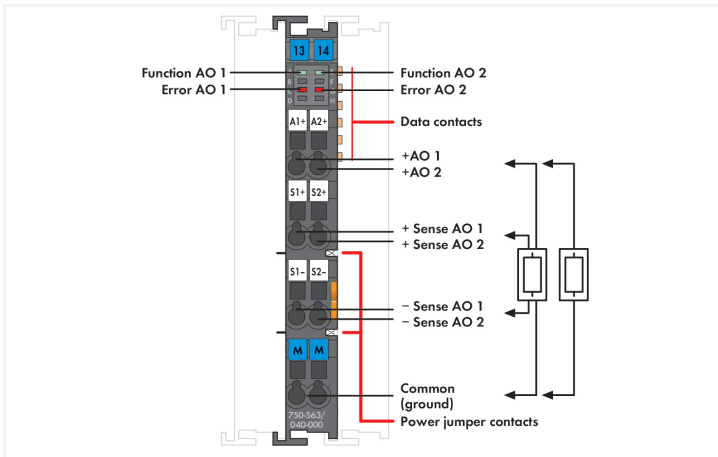 13 14
Function AO 1
Function AO 2
Error AO 1
Error AO 2
A E
B F
C G
D H
A1+ A2+
Data contacts
+AO 1
+AO 2
S1+ S2+
+ Sense AO 1
+ Sense AO 2
S1– S2–
– Sense AO 1
– Sense AO 2
M M
Common
(ground)
750-563/
040-000
Power jumper contacts